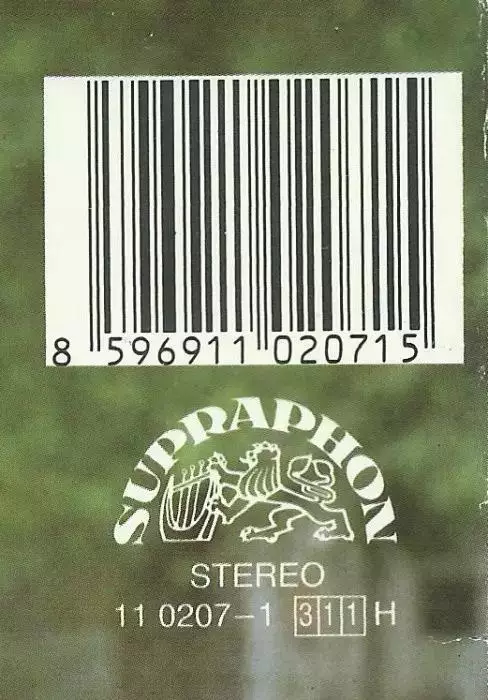 8 596911 020715
SUPRAPHON
STEREO
11 0207-1 311 H